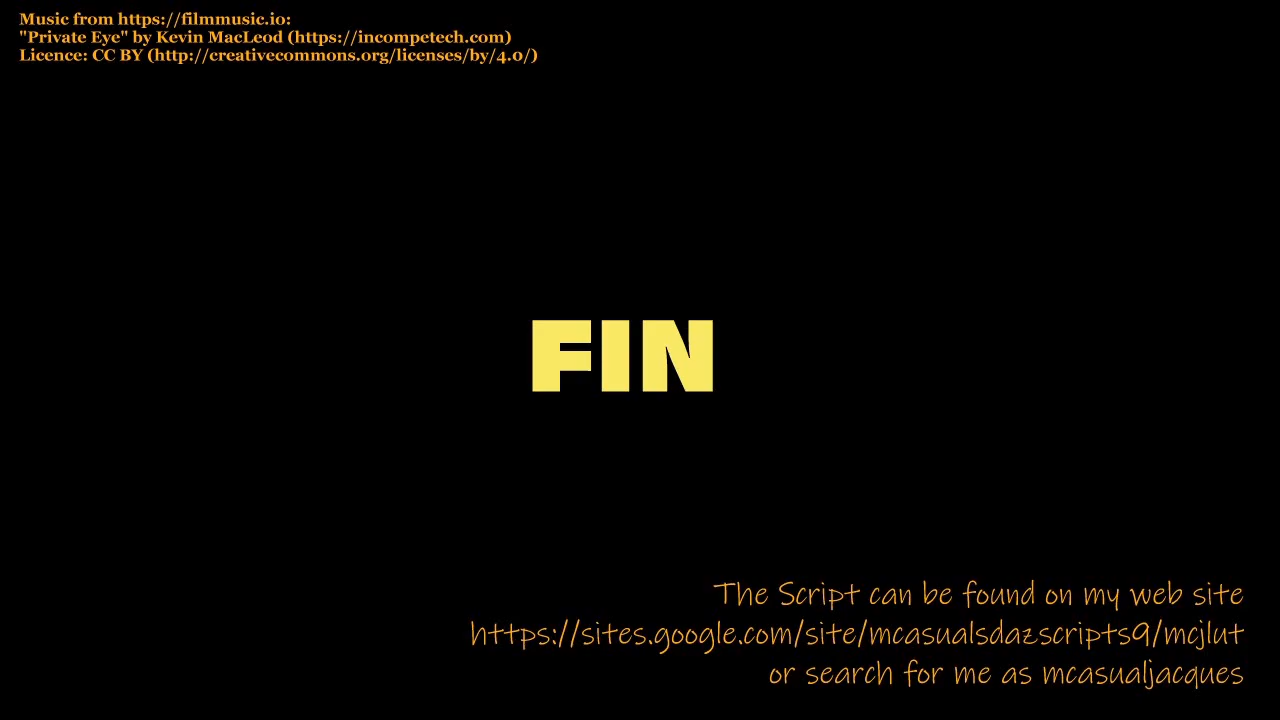 Music from https://filmmusic.io:
"Private Eye" by Kevin MacLeod (https://incompetech.com)
Licence: CC BY (http://creativecommons.org/licenses/by/4.0/)
FIN
The Script can be found on my web site
https://sites.google.com/site/mcasualsdazscripts9/mcjlut
or search for me as mcasualjacques